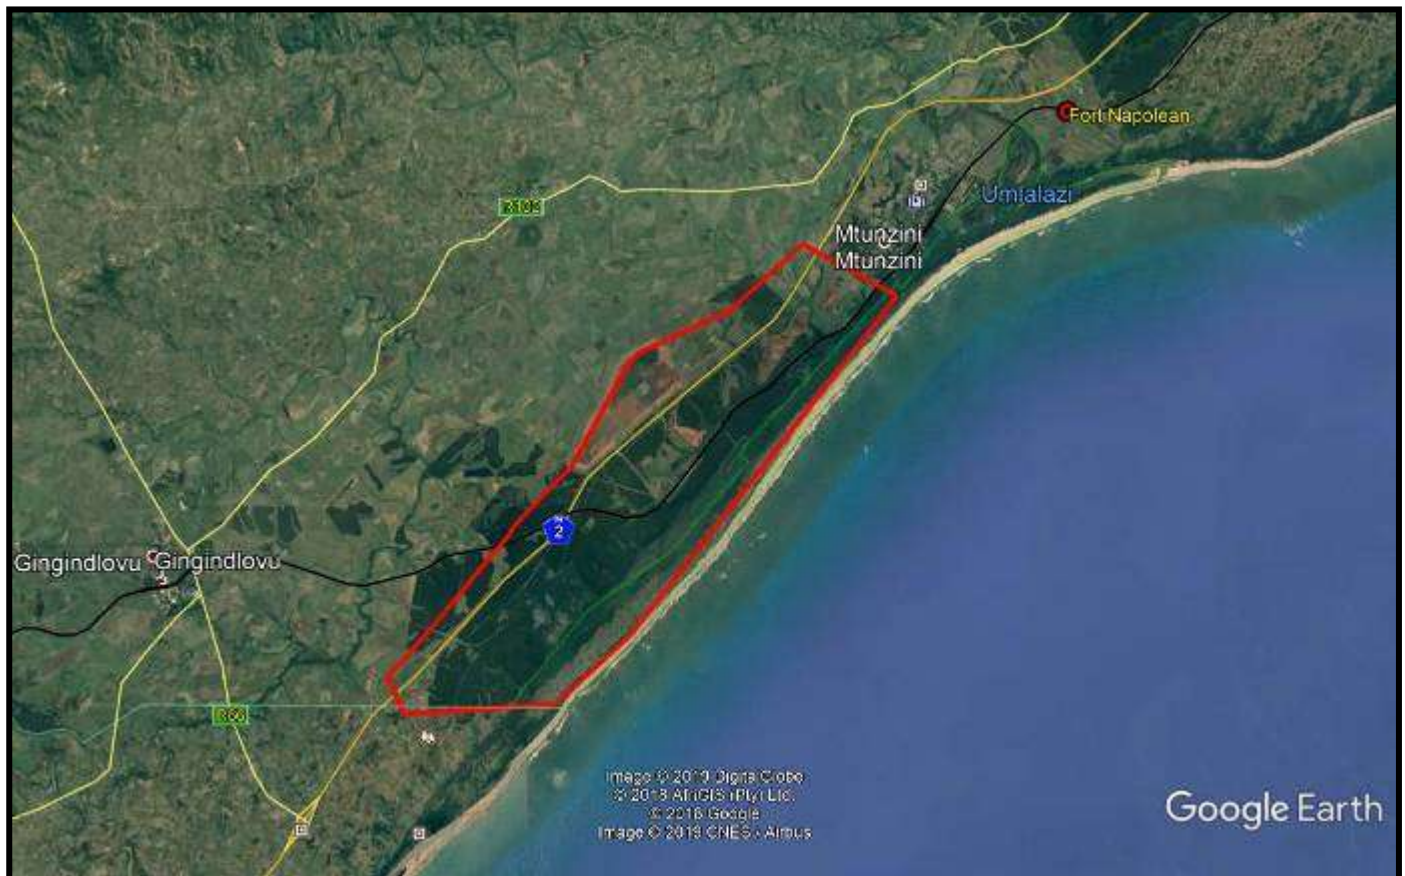 Fort Napolean
Umlalazi
R102
Mtunzini
Mtunzini
2
Gingindlovu
Gingindlovu
R66
Image © 2019 DigitalGlobe
© 2018 AfriGIS (Pty) Ltd.
© 2018 Google
Image © 2019 CNES / Airbus
Google Earth